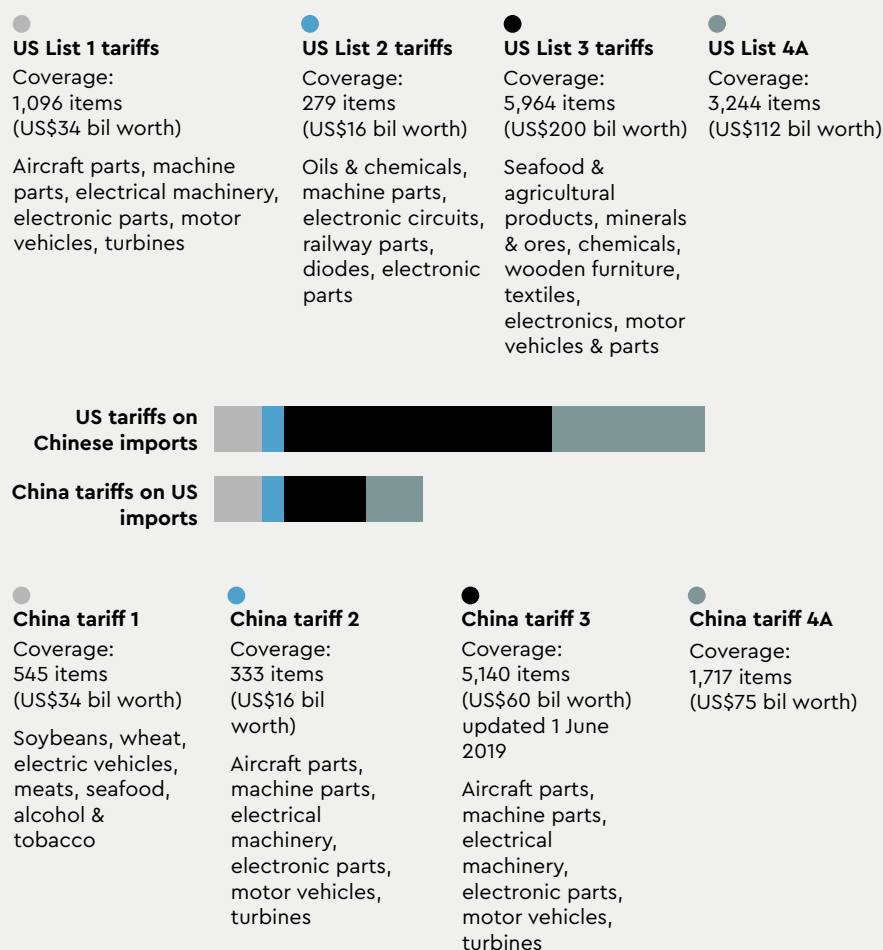 US List 1 tariffs
Coverage:
1,096 items
(US$34 bil worth)
Aircraft parts, machine
parts, electrical machinery,
electronic parts, motor
vehicles, turbines
US List 2 tariffs
Coverage:
279 items
(US$16 bil worth)
Oils & chemicals,
machine parts,
electronic circuits,
railway parts,
diodes, electronic
parts
US List 3 tariffs
Coverage:
5,964 items
(US$200 bil worth)
Seafood &
agricultural
products, minerals
& ores, chemicals,
wooden furniture,
textiles,
electronics, motor
vehicles & parts
US List 4A
Coverage:
3,244 items
(US$112 bil worth)
US tariffs on
Chinese imports
China tariffs on US
imports
China tariff 1
Coverage:
545 items
(US$34 bil worth)
Soybeans, wheat,
electric vehicles,
meats, seafood,
alcohol &
tobacco
China tariff 2
Coverage:
333 items
(US$16 bil
worth)
Aircraft parts,
machine parts,
electrical
machinery,
electronic parts,
motor vehicles,
turbines
China tariff 3
Coverage:
5,140 items
(US$60 bil worth)
updated 1 June
2019
Aircraft parts,
machine parts,
electrical
machinery,
electronic parts,
motor vehicles,
turbines
China tariff 4A
Coverage:
1,717 items
(US$75 bil worth)